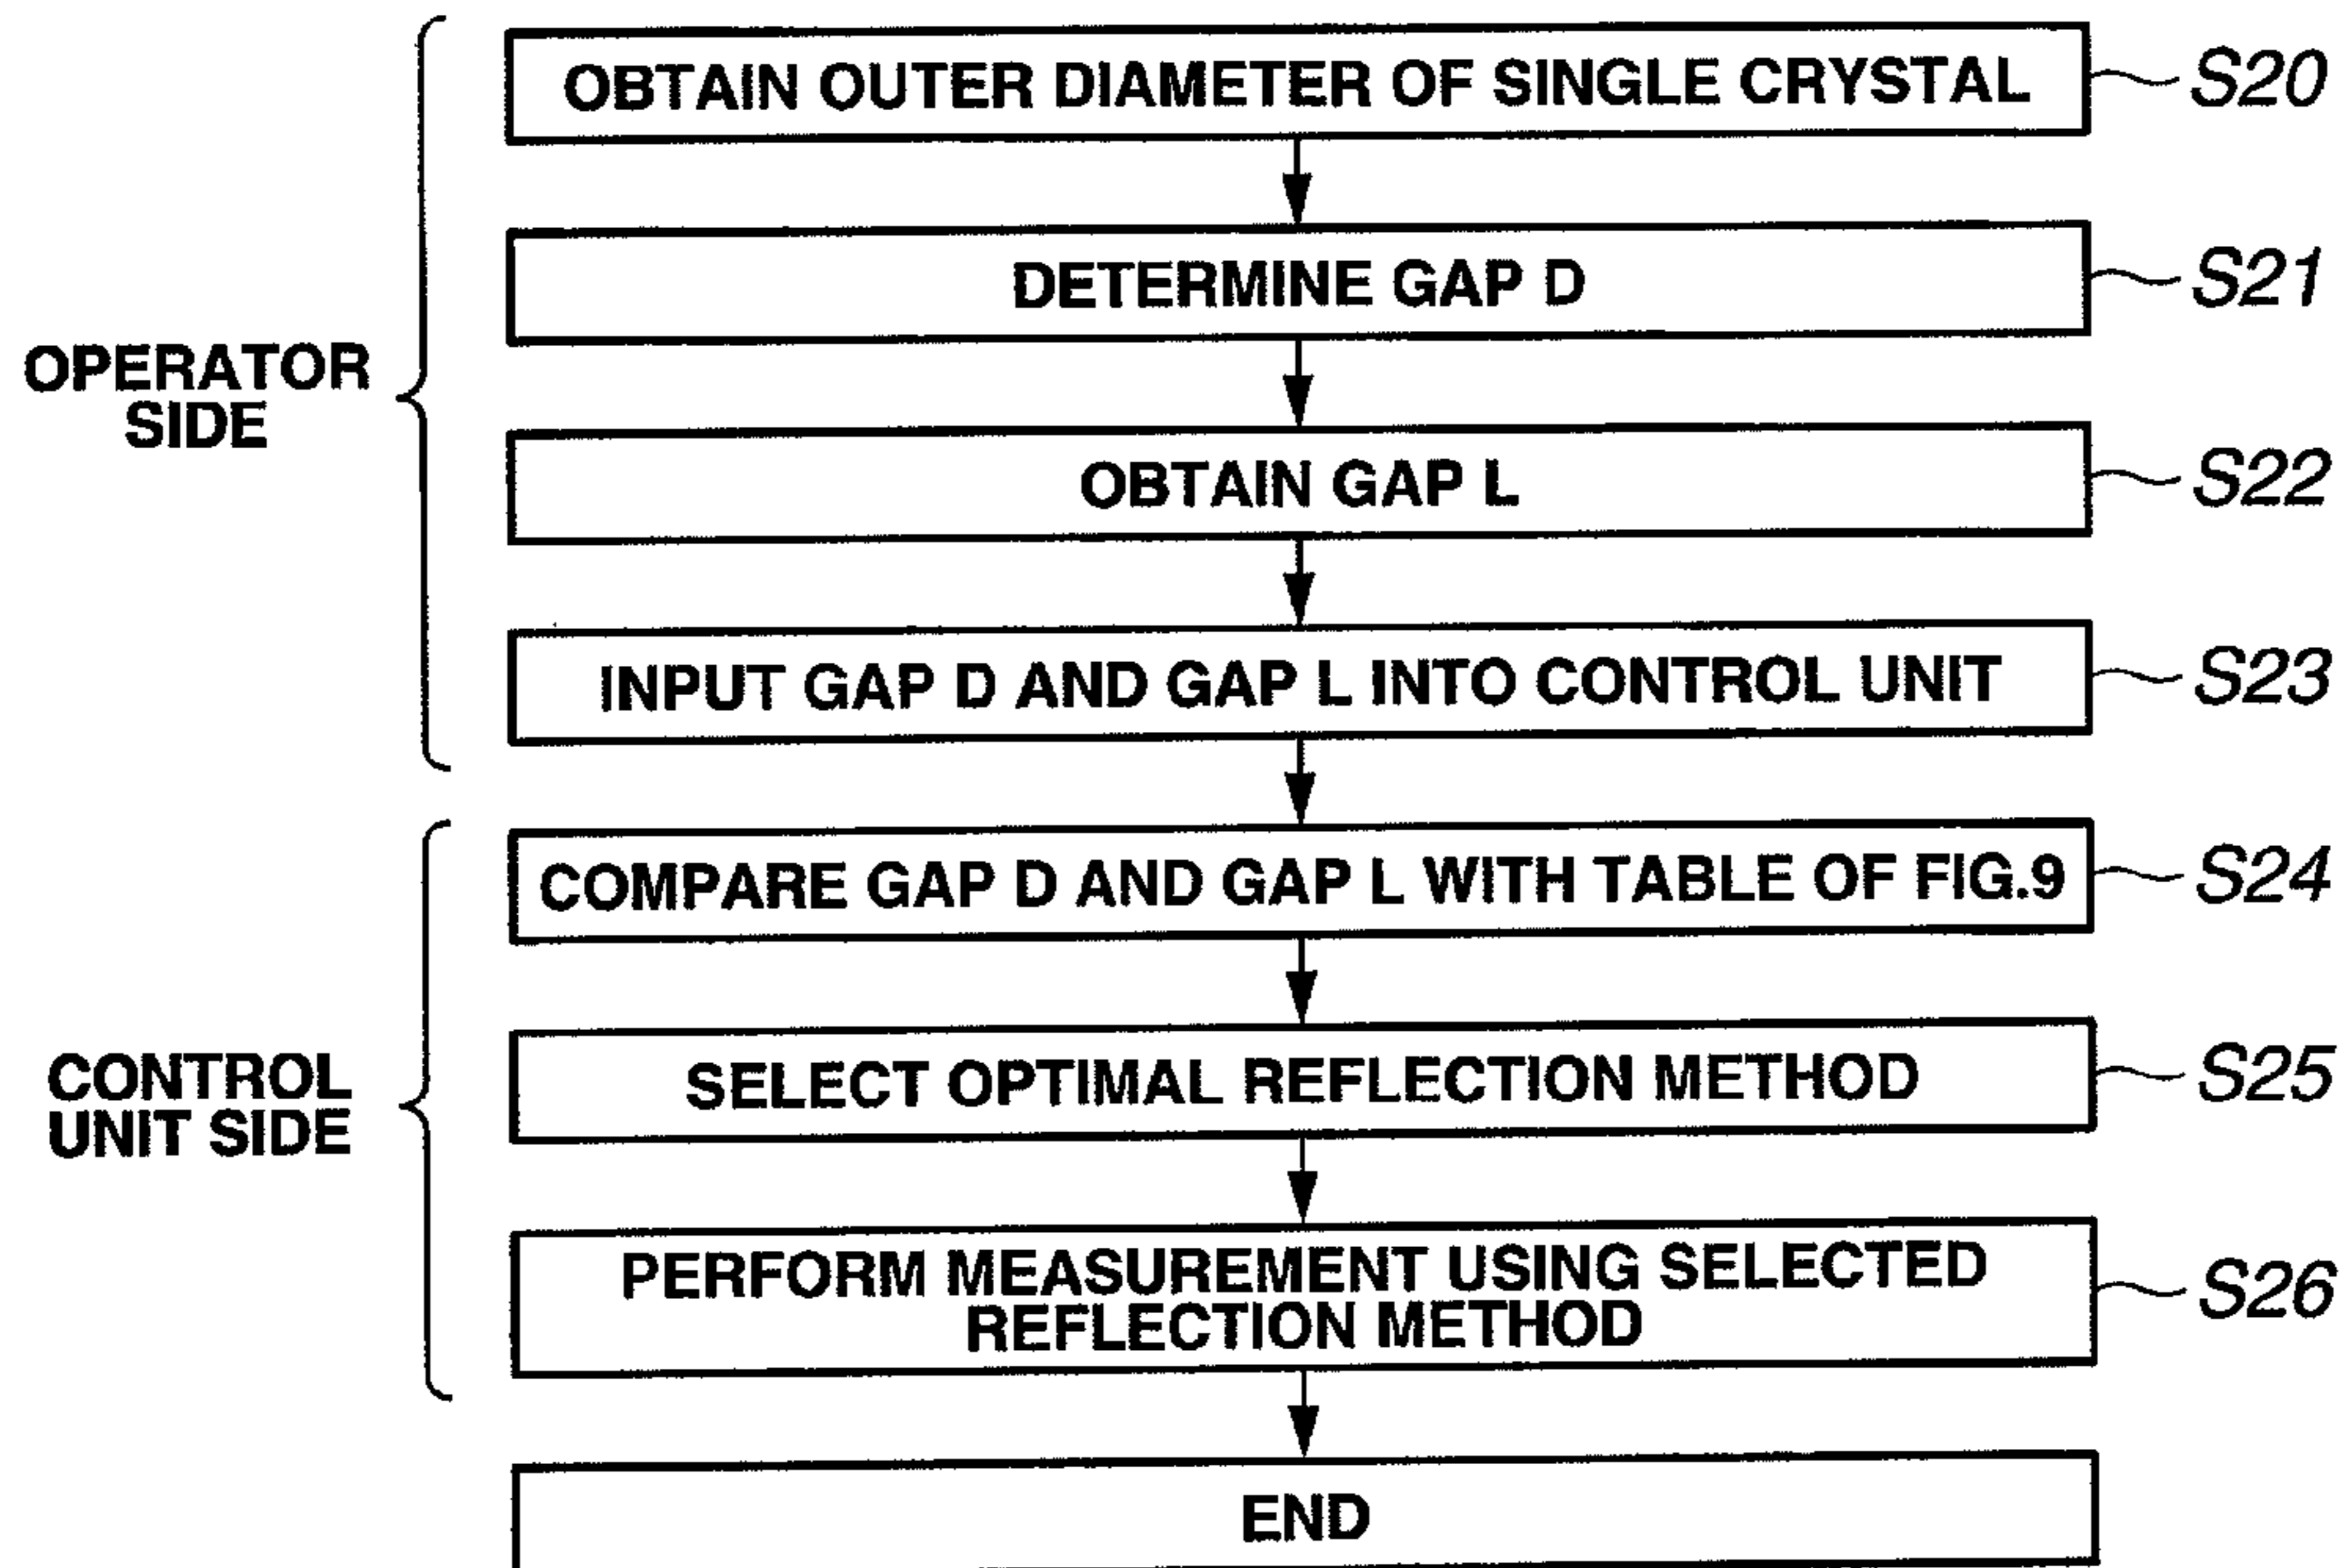 OBTAIN OUTER DIAMETER OF SINGLE CRYSTAL
S20
DETERMINE GAP D
S21
OPERATOR
SIDE
OBTAIN GAP L
S22
INPUT GAP D AND GAP L INTO CONTROL UNIT
S23
COMPARE GAP D AND GAP L WITH TABLE OF FIG.9
S24
CONTROL
UNIT SIDE
SELECT OPTIMAL REFLECTION METHOD
S25
PERFORM MEASUREMENT USING SELECTED
REFLECTION METHOD
S26
END